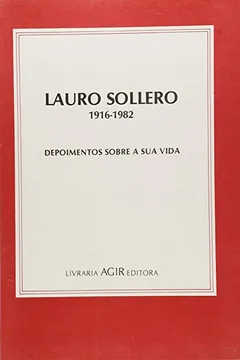 LAURO SOLLERO
1916-1982
DEPOIMENTOS SOBRE A SUA VIDA
LIVRARIA AGIR EDITORA